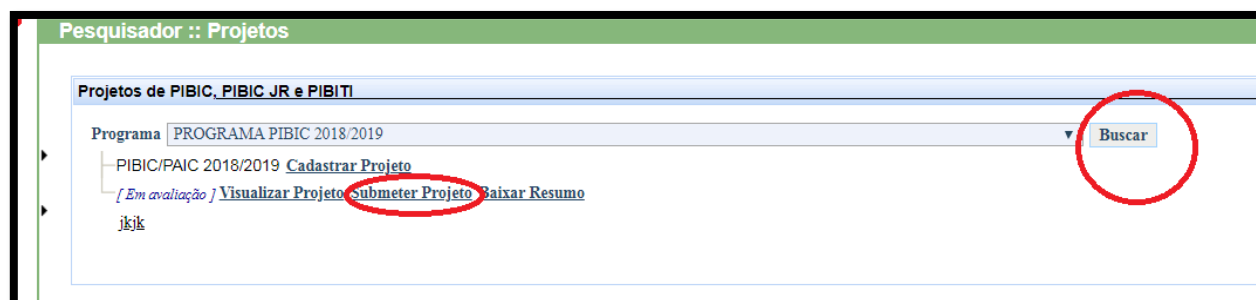 Pesquisador :: Projetos
Projetos de PIBIC, PIBIC JR e PIBITI
Programa PROGRAMA PIBIC 2018/2019 Buscar
PIBIC/PAIC 2018/2019 Cadastrar Projeto
[ Em avaliação ] Visualizar Projeto Submeter Projeto Baixar Resumo
jkjk